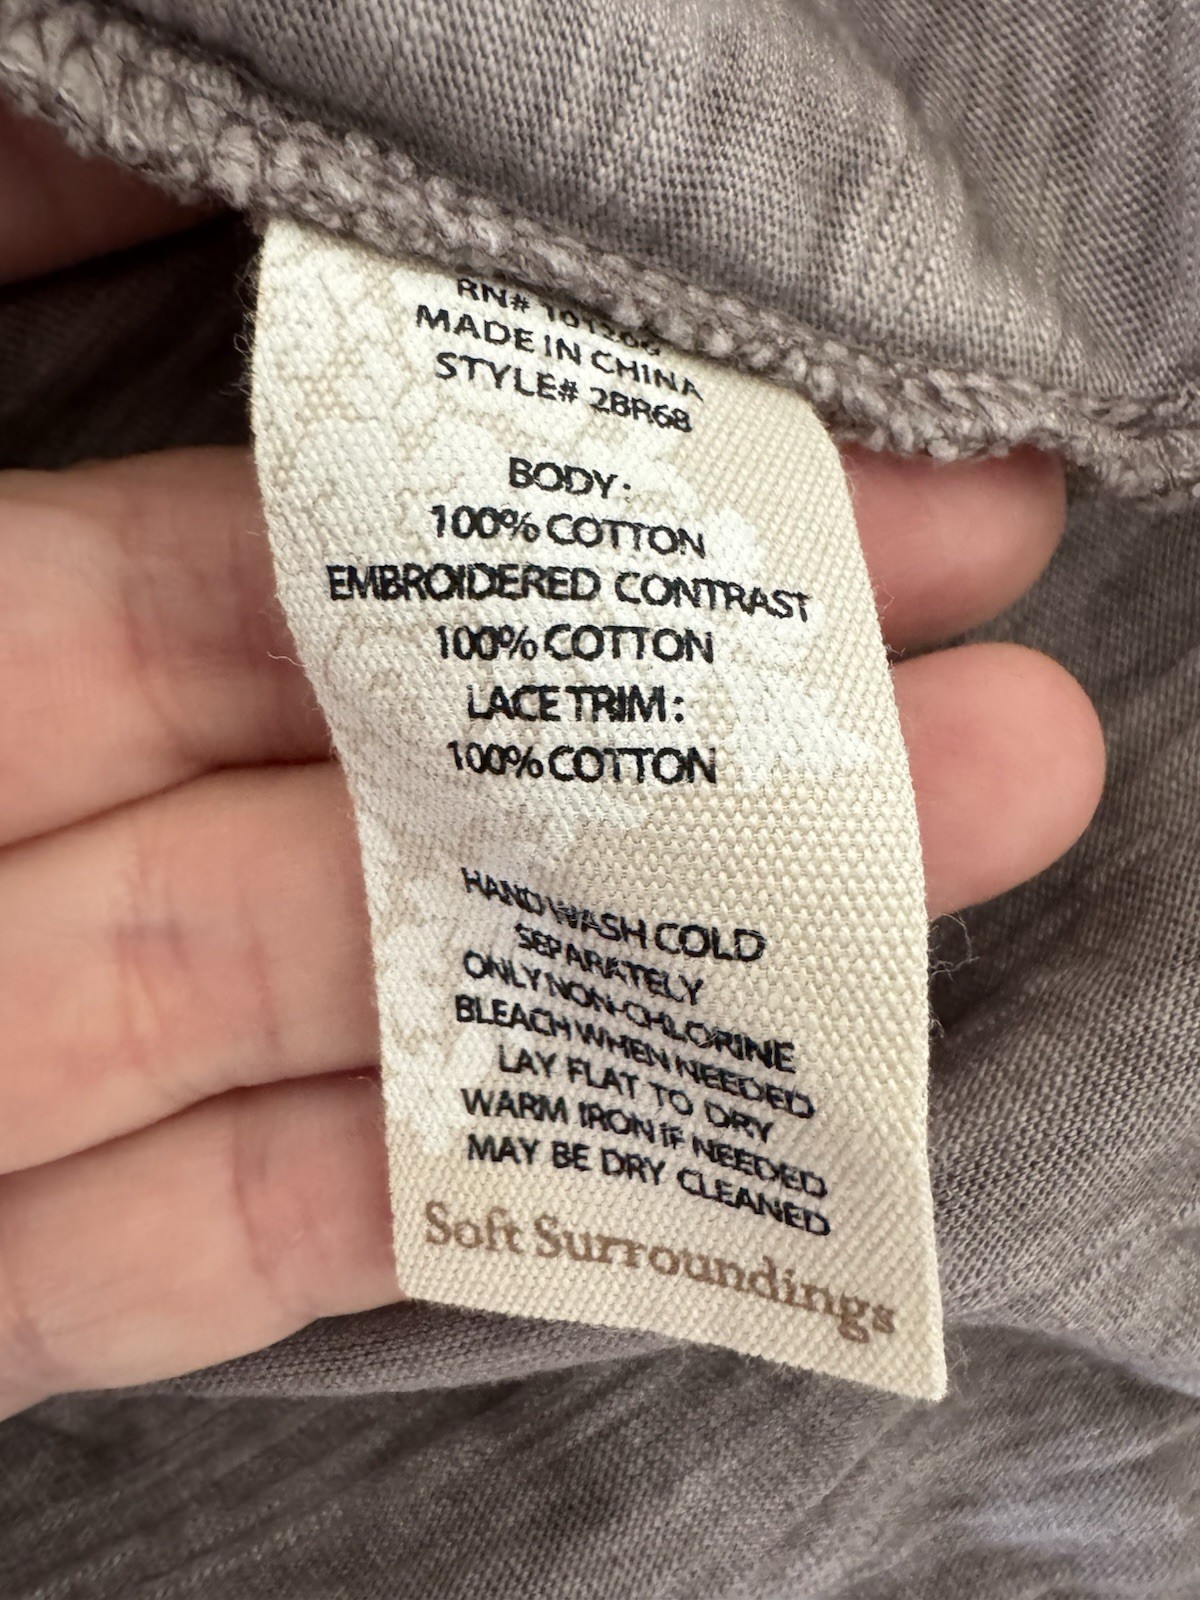 RN#
MADE IN CHINA
STYLE# 2BR68
BODY:
100% COTTON
EMBROIDERED CONTRAST
100% COTTON
LACE TRIM:
100% COTTON
HAND WASH COLD
SEPARATELY
ONLY NON-CHLORINE
BLEACH WHEN NEEDED
LAY FLAT TO DRY
WARM IRON IF NEEDED
MAY BE DRY CLEANED
Soft Surroundings